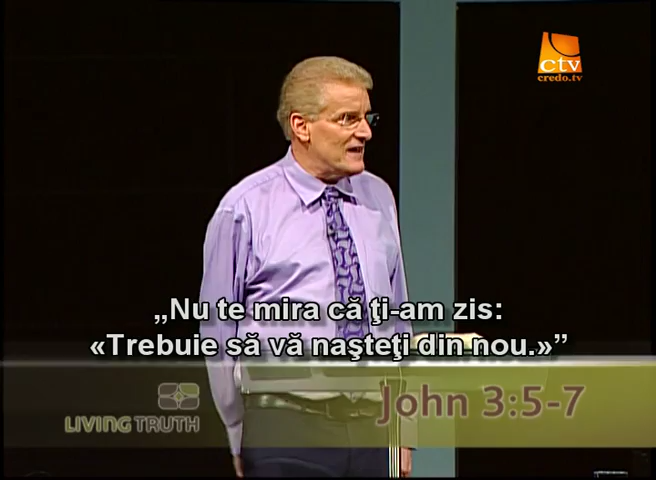 ctv
credo.tv
„Nu te mira că ţi-am zis:
«Trebuie să vă naşteţi din nou.»”
LIVING TRUTH
John 3:5-7